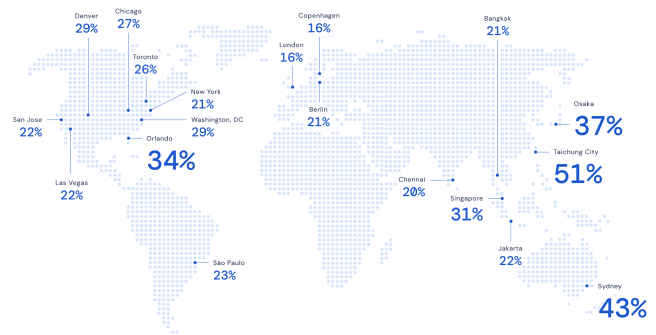 Denver
29%
Chicago
27%
Toronto
26%
New York
21%
San Jose
22%
Washington, DC
29%
Orlando
34%
Las Vegas
22%
São Paulo
23%
Copenhagen
16%
London
16%
Berlin
21%
Bangkok
21%
Osaka
37%
Taichung City
51%
Chennai
20%
Singapore
31%
Jakarta
22%
Sydney
43%